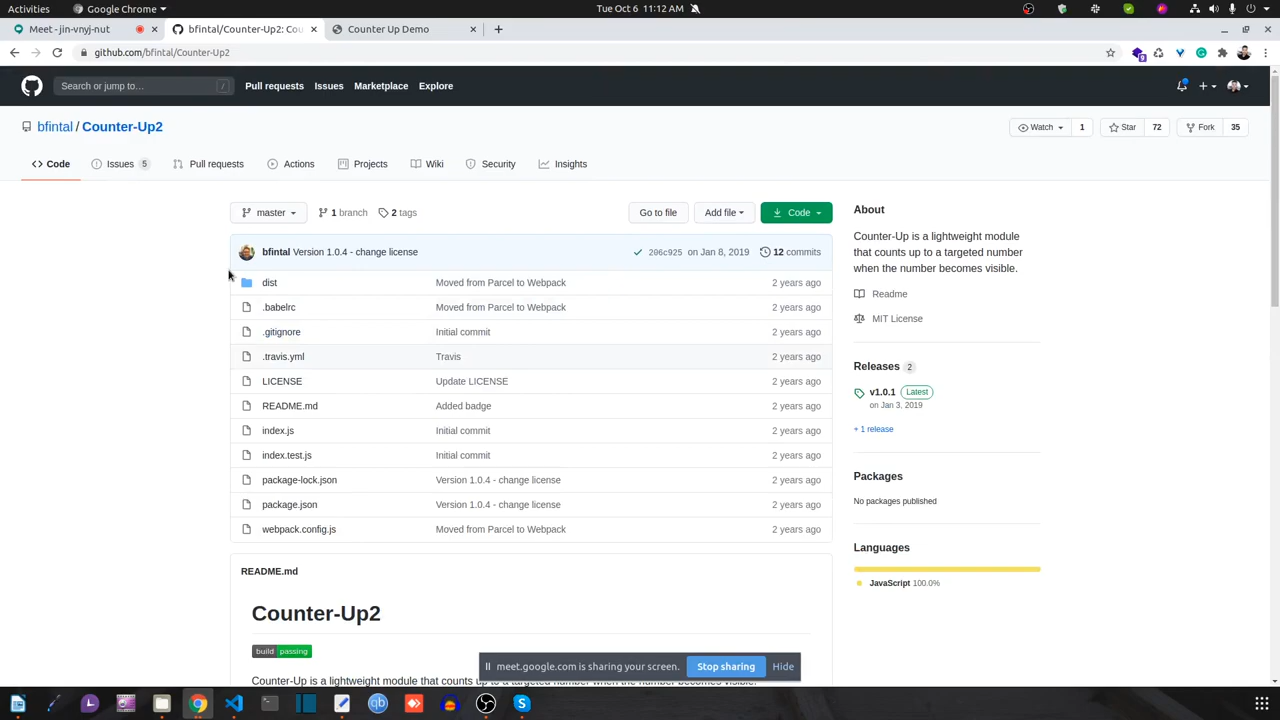 Activities
Google Chrome
Tue Oct 6 11:12 AM
Meet - jin-vnyj-nut
bfintal/Counter-Up2: Cou
Counter Up Demo
github.com/bfintal/Counter-Up2
9
Search or jump to…
/
Pull requests
Issues
Marketplace
Explore
bfintal / Counter-Up2
Watch 1
Star 72
Fork 35
Code
Issues 5
Pull requests
Actions
Projects
Wiki
Security
Insights
master
1 branch
2 tags
Go to file
Add file
Code
bfintal Version 1.0.4 - change license
206c925 on Jan 8, 2019
12 commits
dist Moved from Parcel to Webpack 2 years ago
.babelrc Moved from Parcel to Webpack 2 years ago
.gitignore Initial commit 2 years ago
.travis.yml Travis 2 years ago
LICENSE Update LICENSE 2 years ago
README.md Added badge 2 years ago
index.js Initial commit 2 years ago
index.test.js Initial commit 2 years ago
package-lock.json Version 1.0.4 - change license 2 years ago
package.json Version 1.0.4 - change license 2 years ago
webpack.config.js Moved from Parcel to Webpack 2 years ago
README.md
Counter-Up2
build passing
Counter-Up is a lightweight module that counts up to a targeted number when the number becomes visible.
About
Counter-Up is a lightweight module
that counts up to a targeted number
when the number becomes visible.
Readme
MIT License
Releases 2
v1.0.1 Latest
on Jan 3, 2019
+ 1 release
Packages
No packages published
Languages
JavaScript 100.0%
meet.google.com is sharing your screen.
Stop sharing
Hide